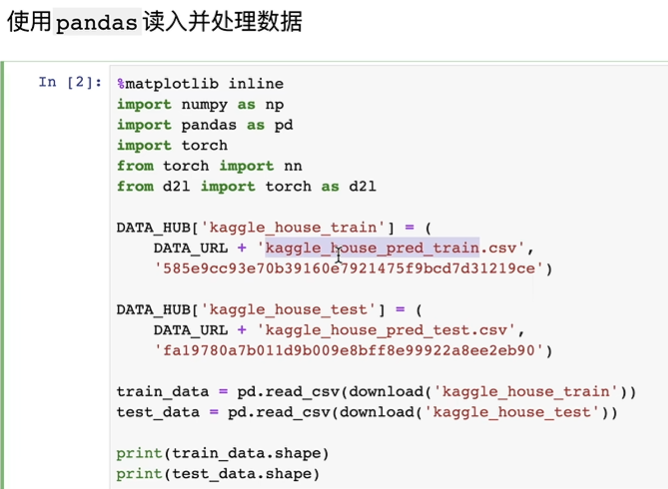 使用pandas读入并处理数据
In [2]: %matplotlib inline
import numpy as np
import pandas as pd
import torch
from torch import nn
from d2l import torch as d2l
DATA_HUB['kaggle_house_train'] = (
DATA_URL + 'kaggle_house_pred_train.csv',
'585e9cc93e70b39160e7921475f9bcd7d31219ce')
DATA_HUB['kaggle_house_test'] = (
DATA_URL + 'kaggle_house_pred_test.csv',
'fa19780a7b011d9b009e8bff8e99922a8ee2eb90')
train_data = pd.read_csv(download('kaggle_house_train'))
test_data = pd.read_csv(download('kaggle_house_test'))
print(train_data.shape)
print(test_data.shape)